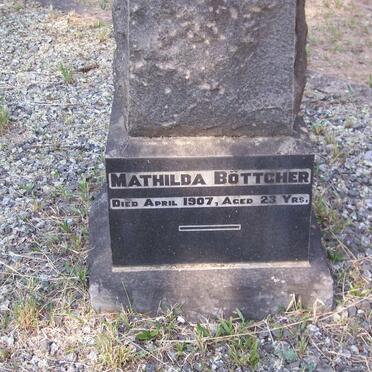 MATHILDA BÖTTCHER
DIED APRIL 1907, AGED 23 YRS.